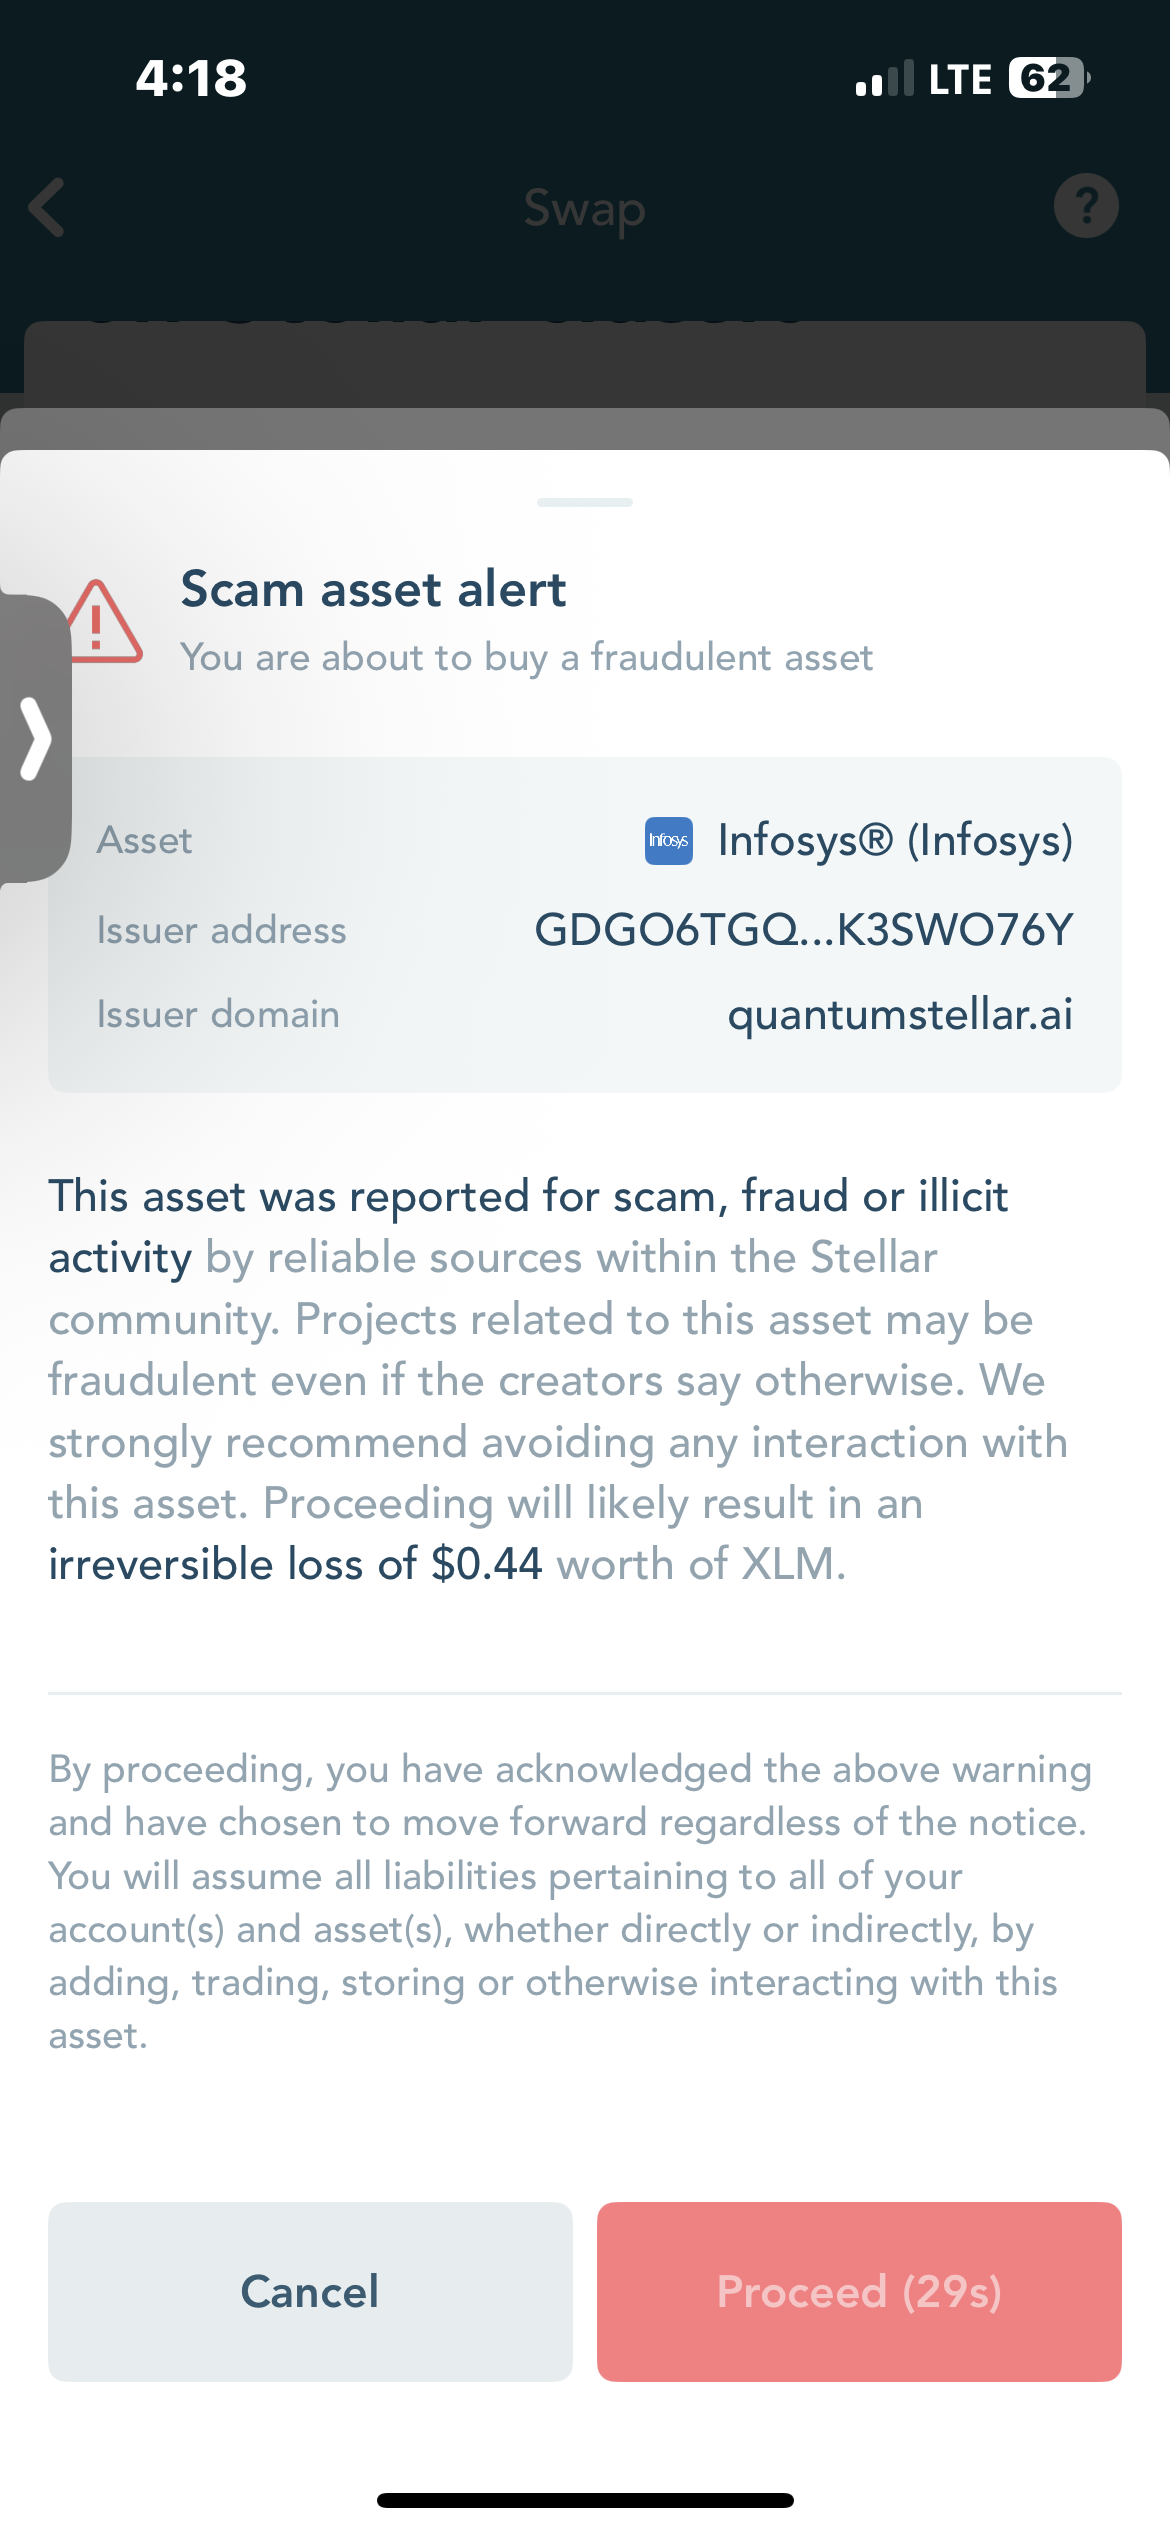 4:18
LTE 62
Swap
?
Scam asset alert
You are about to buy a fraudulent asset
Asset
Infosys Infosys® (Infosys)
Issuer address
GDGO6TGQ...K3SWO76Y
Issuer domain
quantumstellar.ai
This asset was reported for scam, fraud or illicit
activity by reliable sources within the Stellar
community. Projects related to this asset may be
fraudulent even if the creators say otherwise. We
strongly recommend avoiding any interaction with
this asset. Proceeding will likely result in an
irreversible loss of $0.44 worth of XLM.
By proceeding, you have acknowledged the above warning
and have chosen to move forward regardless of the notice.
You will assume all liabilities pertaining to all of your
account(s) and asset(s), whether directly or indirectly, by
adding, trading, storing or otherwise interacting with this
asset.
Cancel
Proceed (29s)